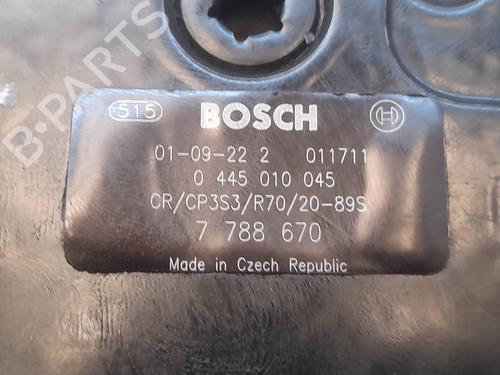 B-PARTS
515 BOSCH
01-09-22 2 011711
0 445 010 045
CR/CP3S3/R70/20-89S
7 788 670
Made in Czech Republic